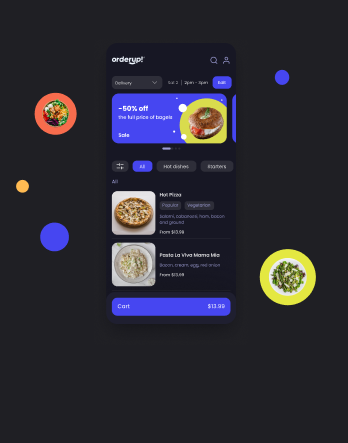 orderyp!
Delivery
Tue 2 | 2pm - 3pm
Edit
-50% off
the full price of bagels
Sale
All
Hot dishes
Starters
All
Hot Pizza
Popular
Vegetarian
Salami, cabanossi, ham, bacon
and ground
From $13.99
Pasta La Viva Mama Mia
Bacon, cream, egg, red onion
From $13.99
Cart
$13.99